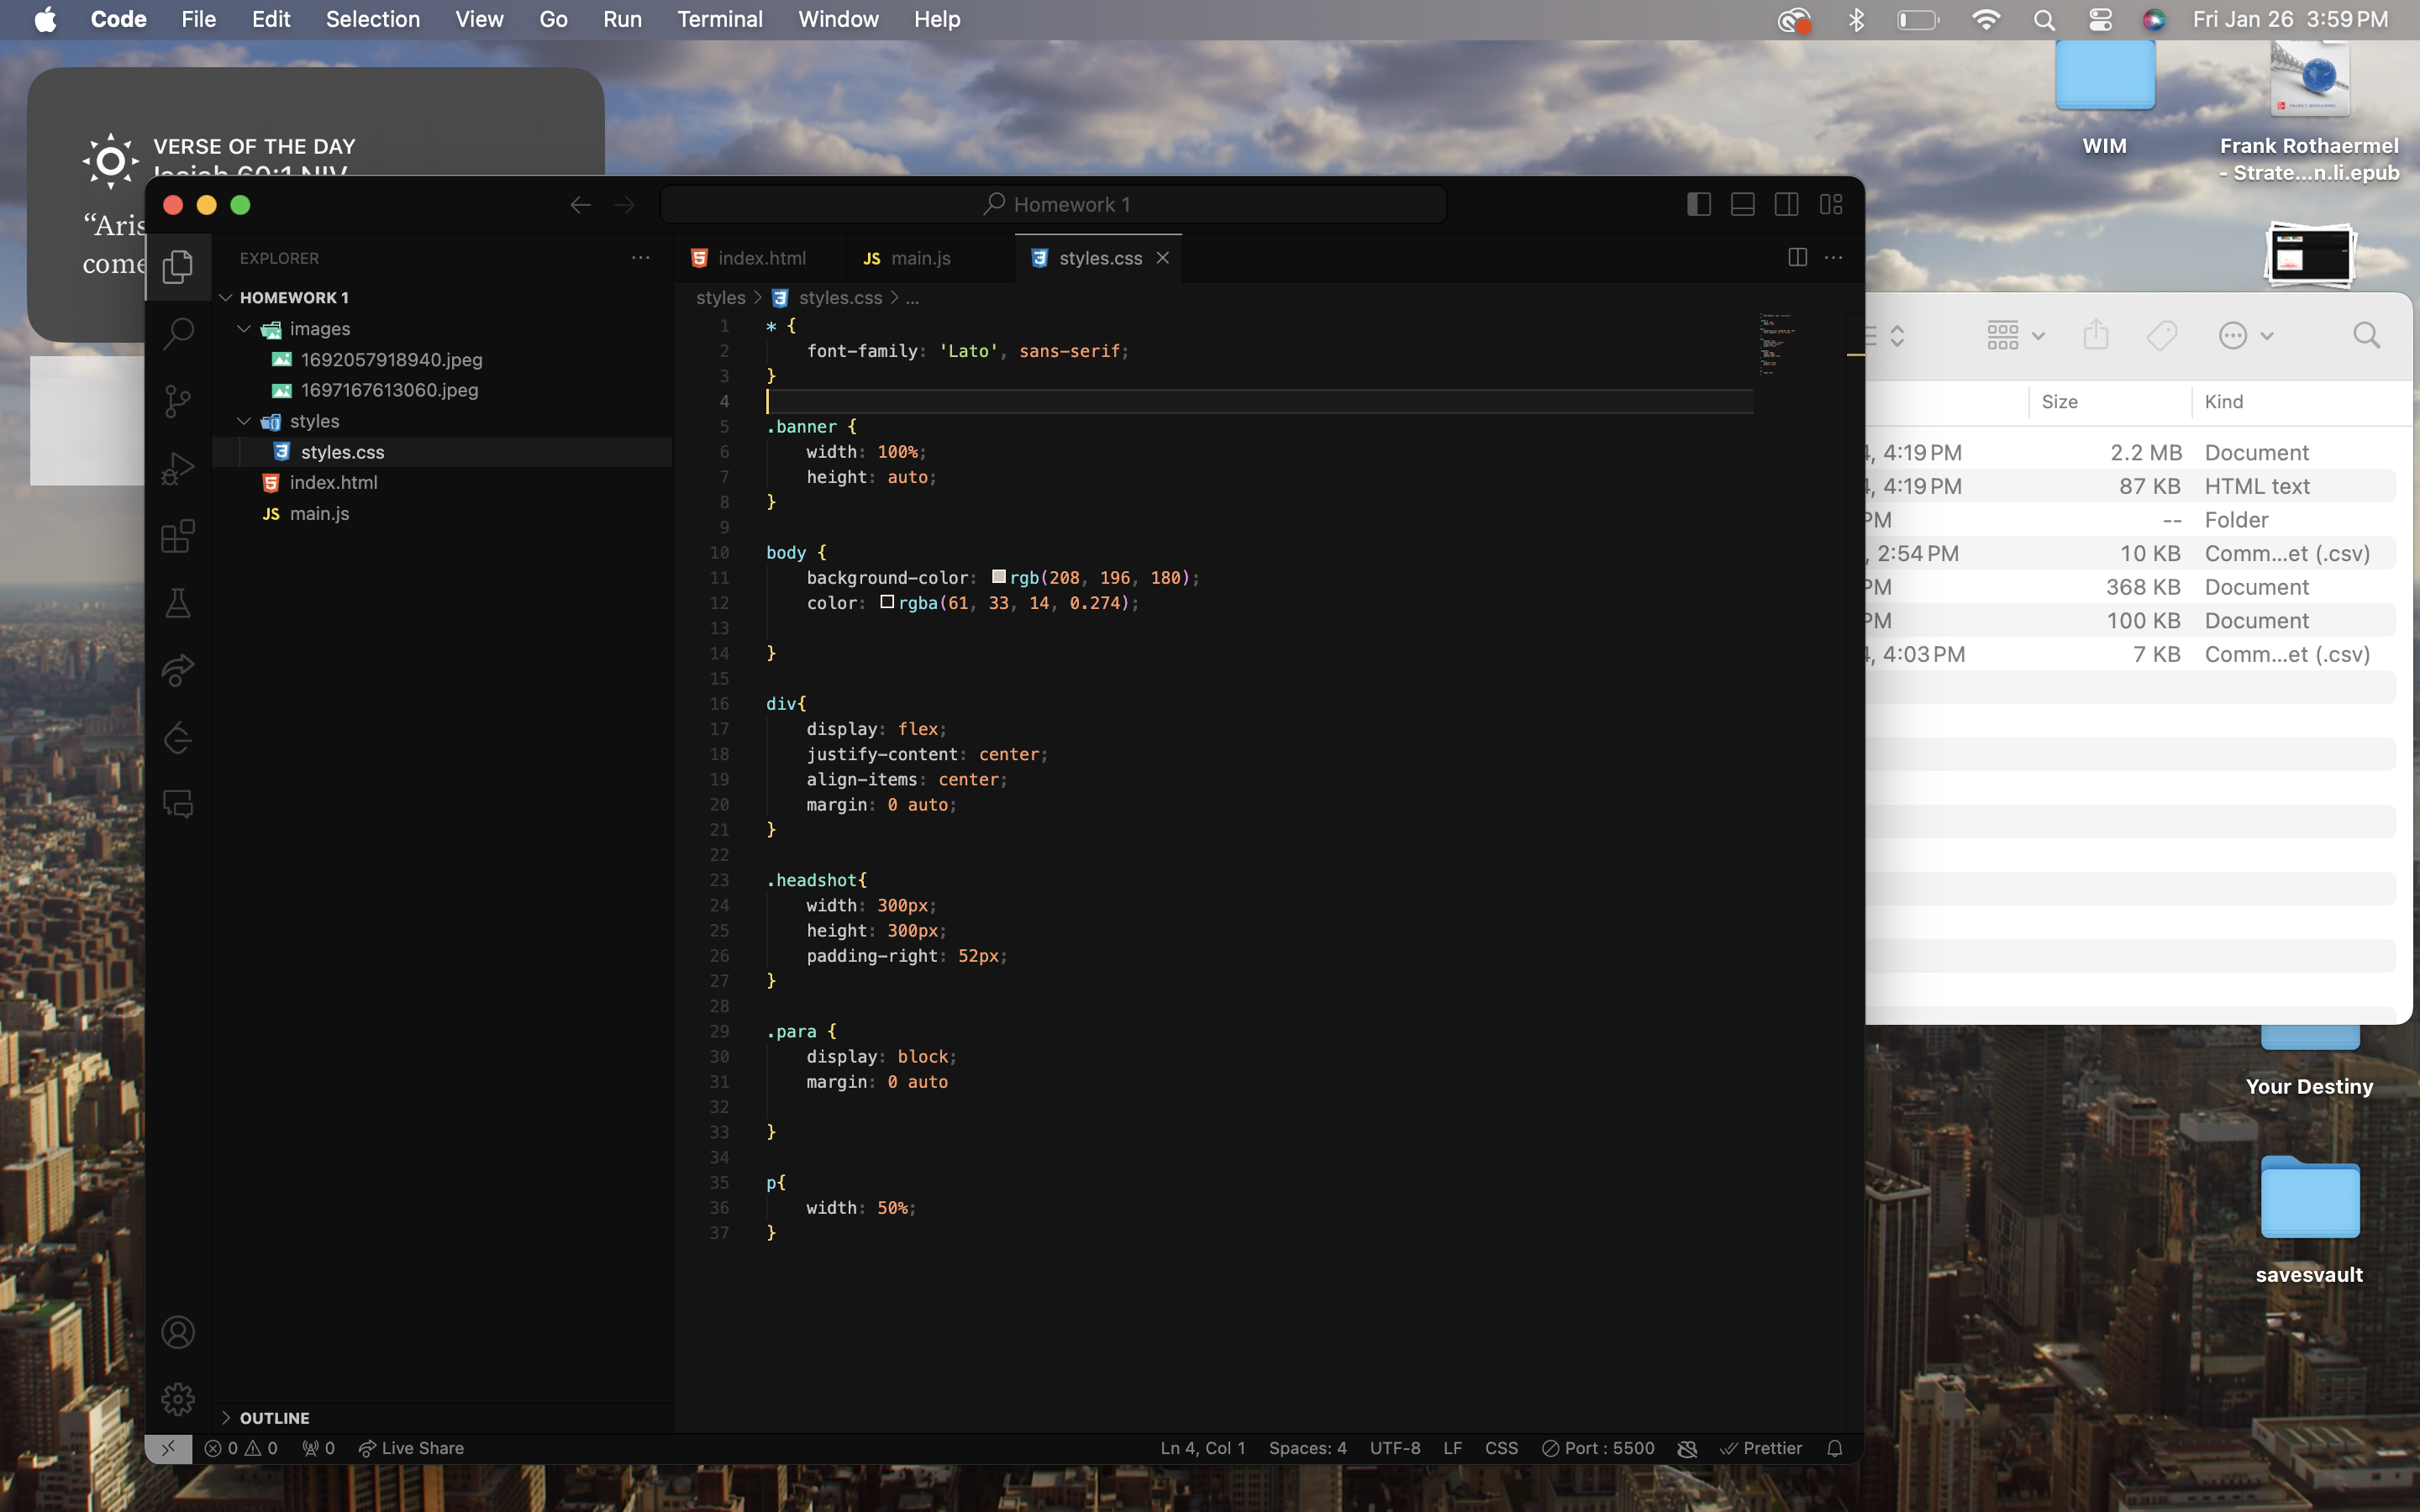 Code File Edit Selection View Go Run Terminal Window Help Fri Jan 26 3:59 PM
VERSE OF THE DAY
Isaiah 60:1 NIV
“Aris
come
WIM
Frank Rothaermel
- Strate...n.li.epub
Homework 1
EXPLORER
HOMEWORK 1
images
1692057918940.jpeg
1697167613060.jpeg
styles
styles.css
index.html
JS main.js
OUTLINE
index.html JS main.js styles.css
styles > styles.css > ...
1 * {
2 font-family: 'Lato', sans-serif;
3 }
4
5 .banner {
6 width: 100%;
7 height: auto;
8 }
9
10 body {
11 background-color: rgb(208, 196, 180);
12 color: rgba(61, 33, 14, 0.274);
13
14 }
15
16 div{
17 display: flex;
18 justify-content: center;
19 align-items: center;
20 margin: 0 auto;
21 }
22
23 .headshot{
24 width: 300px;
25 height: 300px;
26 padding-right: 52px;
27 }
28
29 .para {
30 display: block;
31 margin: 0 auto
32
33 }
34
35 p{
36 width: 50%;
37 }
0 0 0 Live Share Ln 4, Col 1 Spaces: 4 UTF-8 LF CSS Port : 5500 Prettier
Size Kind
4:19 PM 2.2 MB Document
4:19 PM 87 KB HTML text
PM -- Folder
, 2:54 PM 10 KB Comm...et (.csv)
PM 368 KB Document
PM 100 KB Document
4:03 PM 7 KB Comm...et (.csv)
Your Destiny
savesvault